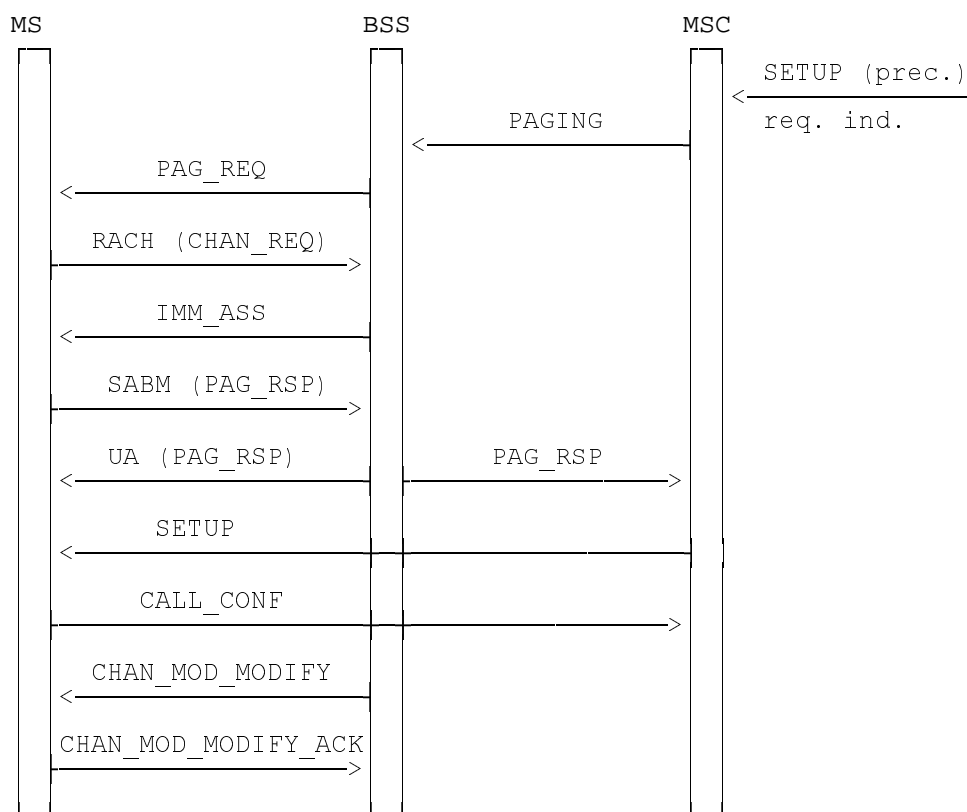 MS BSS MSC
SETUP (prec.)
req. ind.
PAGING
PAG_REQ
RACH (CHAN_REQ)
IMM_ASS
SABM (PAG_RSP)
UA (PAG_RSP) PAG_RSP
SETUP
CALL_CONF
CHAN_MOD_MODIFY
CHAN_MOD_MODIFY_ACK